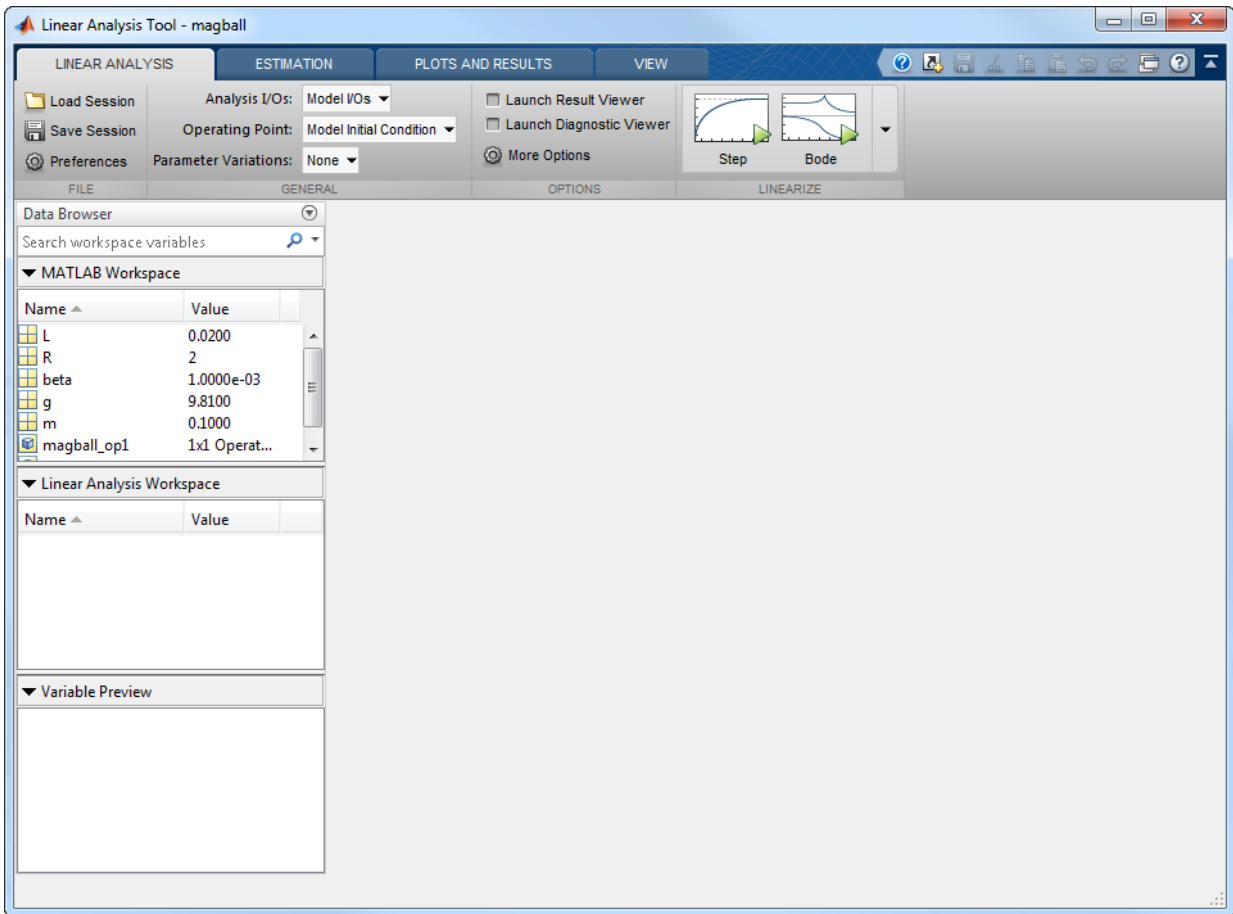 Linear Analysis Tool - magball
LINEAR ANALYSIS ESTIMATION PLOTS AND RESULTS VIEW
Load Session Analysis I/Os: Model I/Os Launch Result Viewer
Save Session Operating Point: Model Initial Condition Launch Diagnostic Viewer
Preferences Parameter Variations: None More Options Step Bode
FILE GENERAL OPTIONS LINEARIZE
Data Browser
Search workspace variables
MATLAB Workspace
Name Value
L 0.0200
R 2
beta 1.0000e-03
g 9.8100
m 0.1000
magball_op1 1x1 Operat...
Linear Analysis Workspace
Name Value
Variable Preview